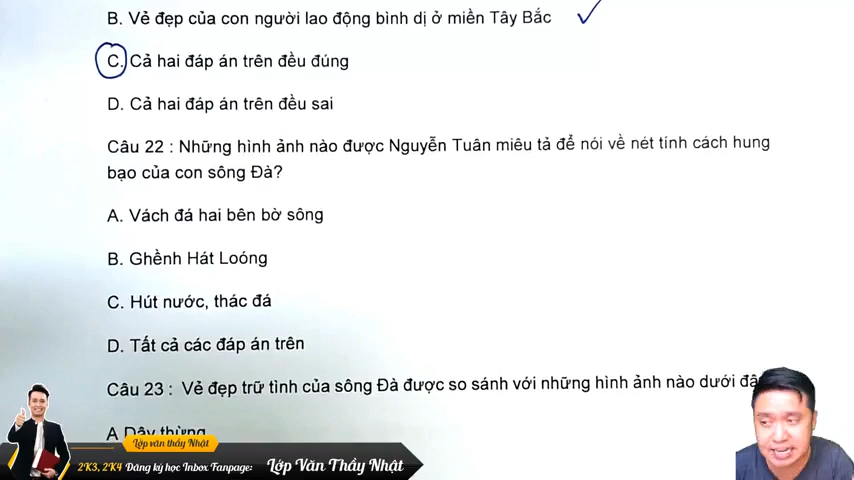 B. Vẻ đẹp của con người lao động bình dị ở miền Tây Bắc
C. Cả hai đáp án trên đều đúng
D. Cả hai đáp án trên đều sai
Câu 22 : Những hình ảnh nào được Nguyễn Tuân miêu tả để nói về nét tính cách hung
bạo của con sông Đà?
A. Vách đá hai bên bờ sông
B. Ghềnh Hát Loóng
C. Hút nước, thác đá
D. Tất cả các đáp án trên
Câu 23 : Vẻ đẹp trữ tình của sông Đà được so sánh với những hình ảnh nào dưới
A Dây thừng
Lớp văn thầy Nhật
2K3, 2K4 Đăng ký học Inbox Fanpage: Lớp Văn Thầy Nhật